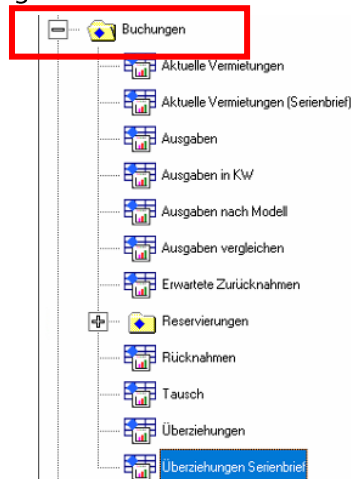 Buchungen
Aktuelle Vermietungen
Aktuelle Vermietungen (Serienbrief)
Ausgaben
Ausgaben in KW
Ausgaben nach Modell
Ausgaben vergleichen
Erwartete Zurücknahmen
Reservierungen
Rücknahmen
Tausch
Überziehungen
Überziehungen Serienbrief